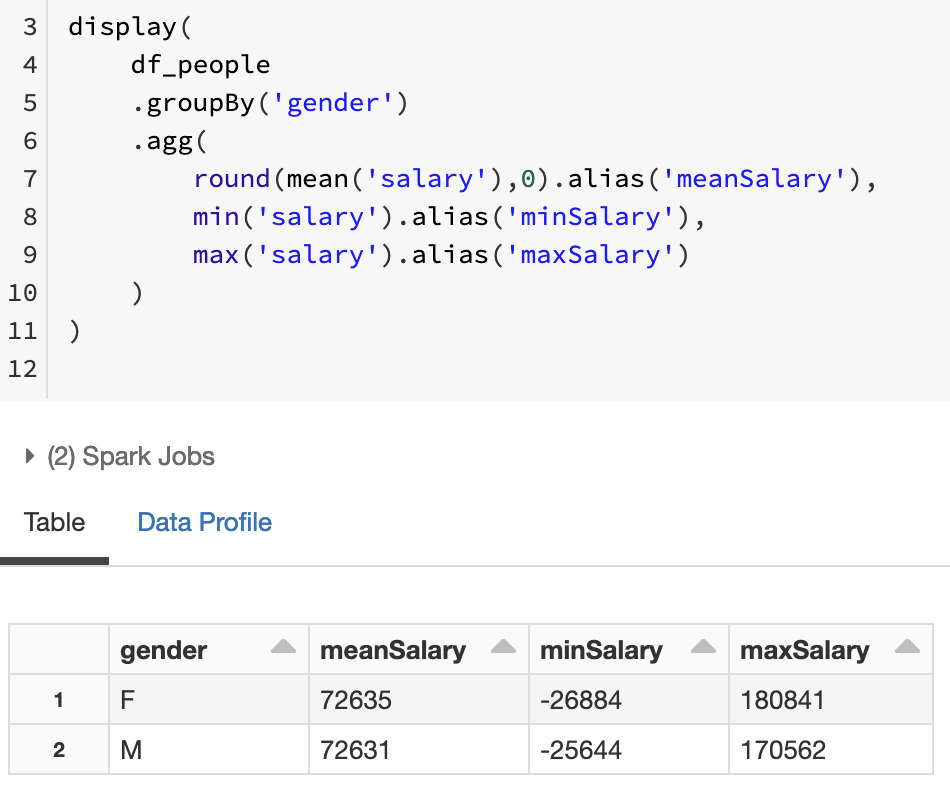 3 display(
4 df_people
5 .groupBy('gender')
6 .agg(
7 round(mean('salary'),0).alias('meanSalary'),
8 min('salary').alias('minSalary'),
9 max('salary').alias('maxSalary')
10 )
11 )
12
(2) Spark Jobs
Table Data Profile
gender meanSalary minSalary maxSalary
1 F 72635 -26884 180841
2 M 72631 -25644 170562